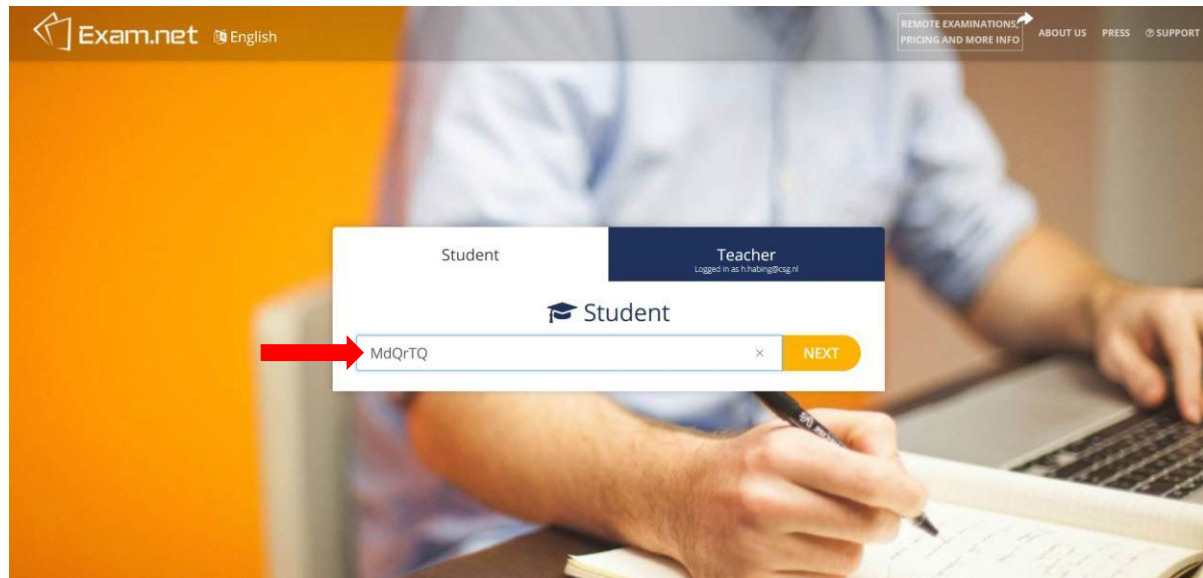 Exam.net English
REMOTE EXAMINATIONS,
PRICING AND MORE INFO
ABOUT US PRESS SUPPORT
Student
Teacher
Logged in as h.habing@csg.nl
Student
MdQrTQ × NEXT